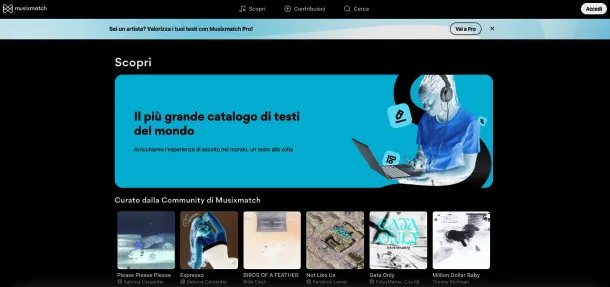 musixmatch
Scopri
Contribuisci
Cerca
Accedi
Sei un artista? Valorizza i tuoi testi con Musixmatch Pro!
Vai a Pro
Scopri
Il più grande catalogo di testi
del mondo
Arricchiamo l'esperienza di ascolto nel mondo, un testo alla volta
Curato dalla Community di Musixmatch
GATA
ONLY
Please Please Please
Espresso
BIRDS OF A FEATHER
Not Like Us
Gata Only
Million Dollar Baby
Sabrina Carpenter
Sabrina Carpenter
Billie Eilish
Kendrick Lamar
FloyyMenor, Cris Mj
Tommy Richman